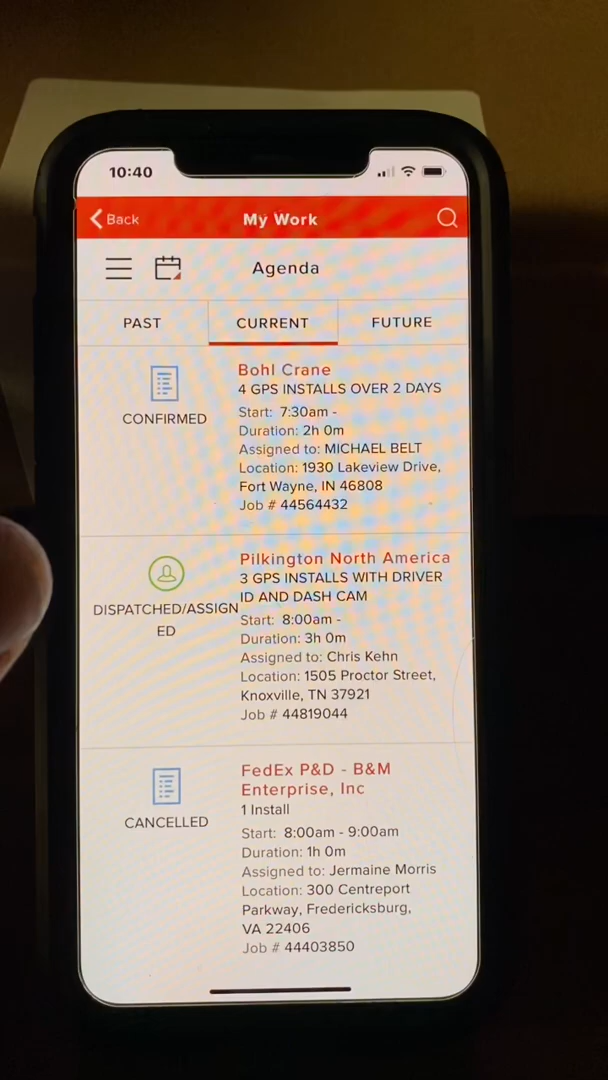 10:40
Back
My Work
Agenda
PAST
CURRENT
FUTURE
CONFIRMED
Bohl Crane
4 GPS INSTALLS OVER 2 DAYS
Start: 7:30am -
Duration: 2h 0m
Assigned to: MICHAEL BELT
Location: 1930 Lakeview Drive,
Fort Wayne, IN 46808
Job # 44564432
DISPATCHED/ASSIGN
ED
Pilkington North America
3 GPS INSTALLS WITH DRIVER
ID AND DASH CAM
Start: 8:00am -
Duration: 3h 0m
Assigned to: Chris Kehn
Location: 1505 Proctor Street,
Knoxville, TN 37921
Job # 44819044
CANCELLED
FedEx P&D - B&M
Enterprise, Inc
1 Install
Start: 8:00am - 9:00am
Duration: 1h 0m
Assigned to: Jermaine Morris
Location: 300 Centreport
Parkway, Fredericksburg,
VA 22406
Job # 44403850